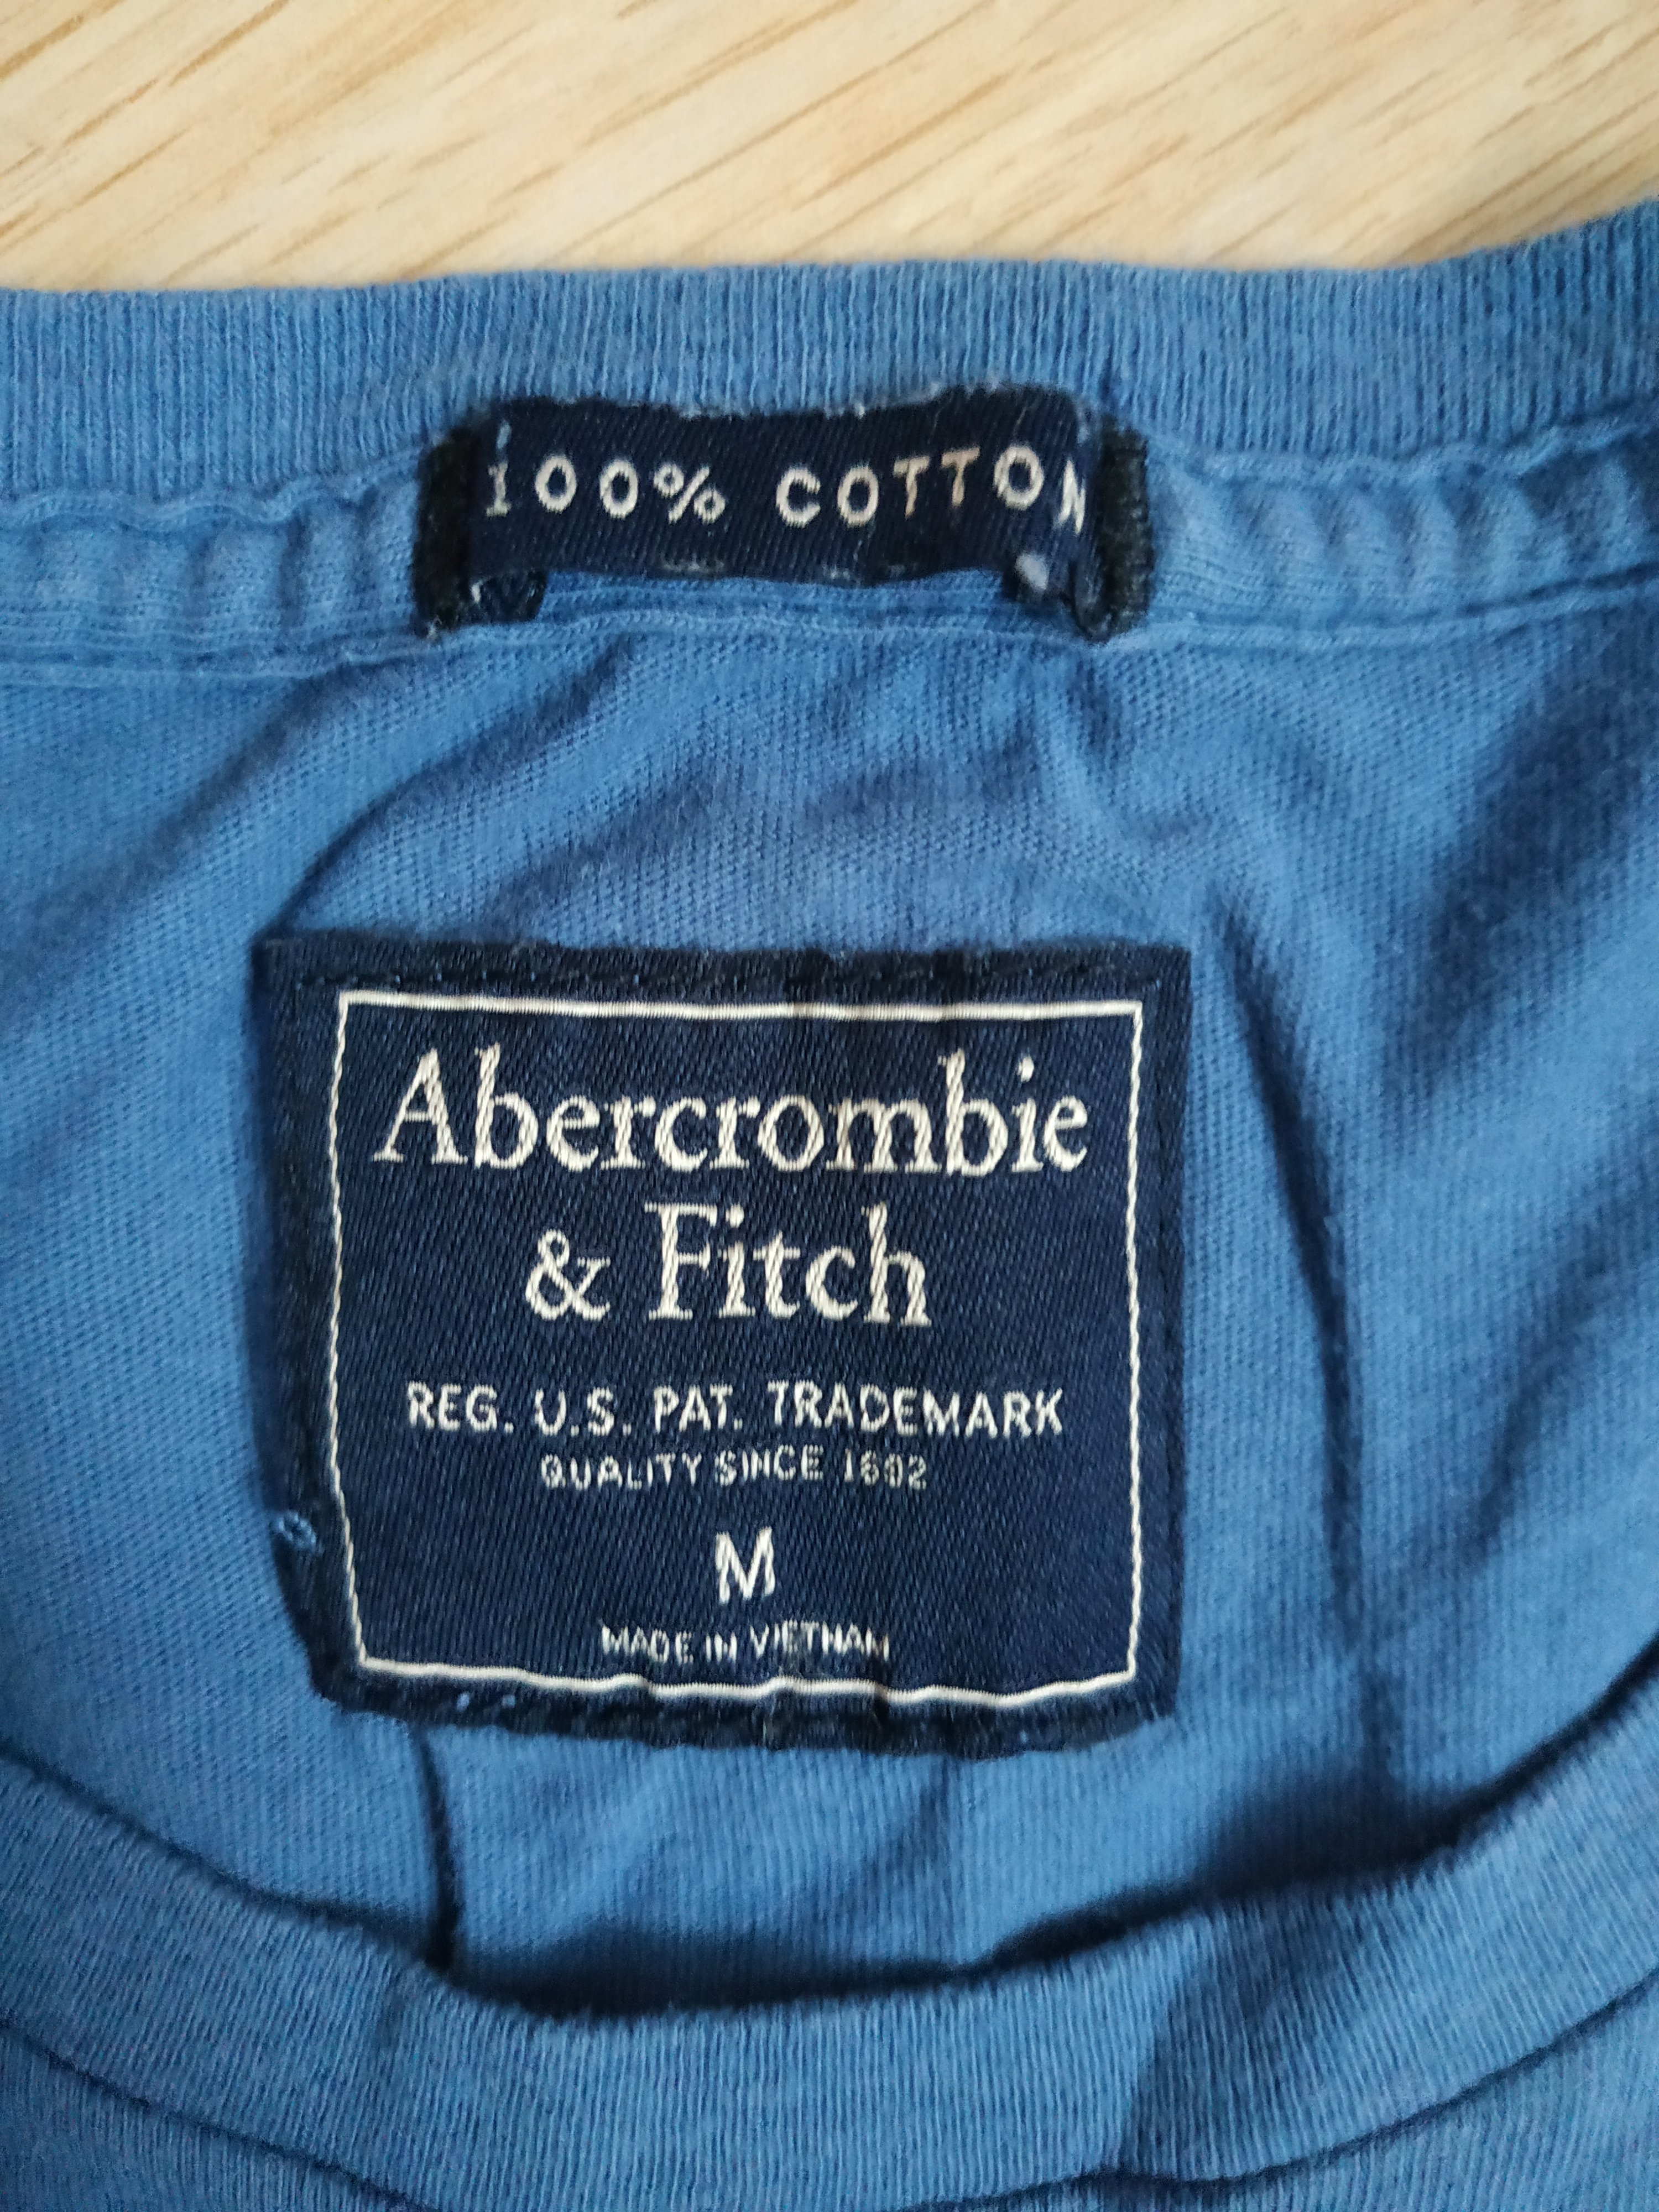 100% COTTON
Abercrombie
& Fitch
REG. U.S. PAT. TRADEMARK
QUALITY SINCE 1892
M
MADE IN VIETNAM